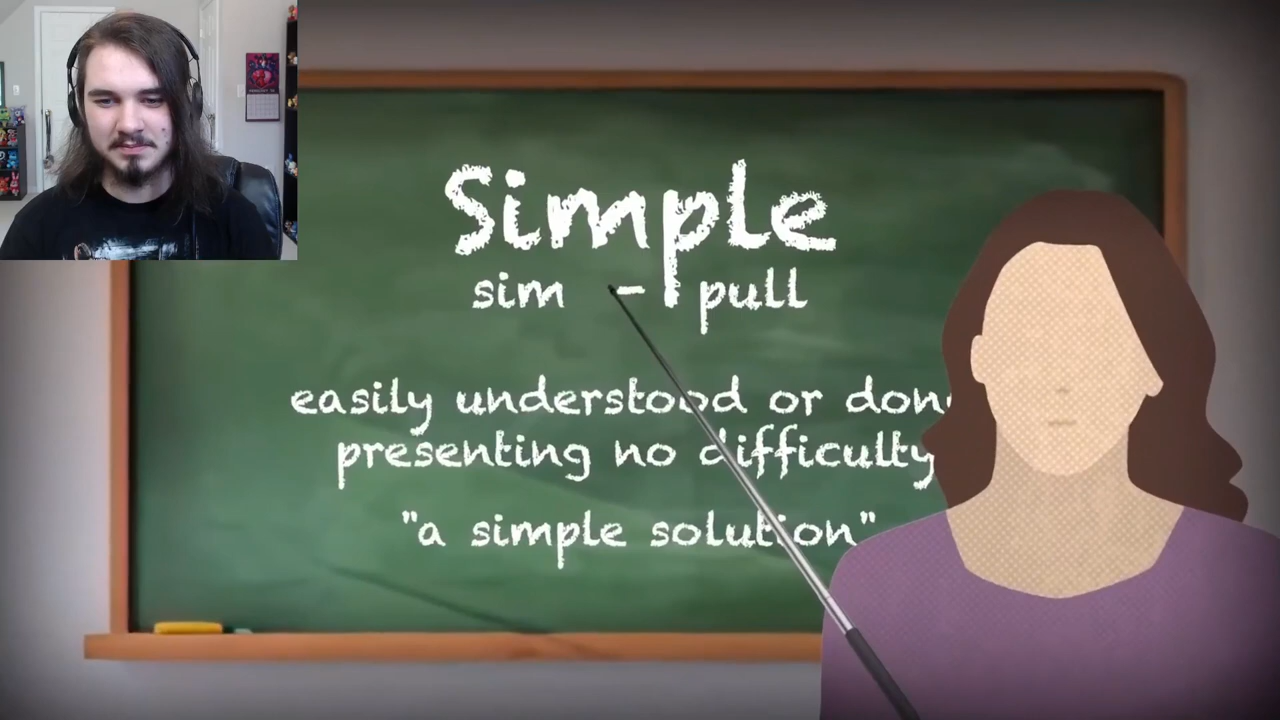 Simple
sim - pull
easily understood or don
presenting no difficulty
"a simple solution"